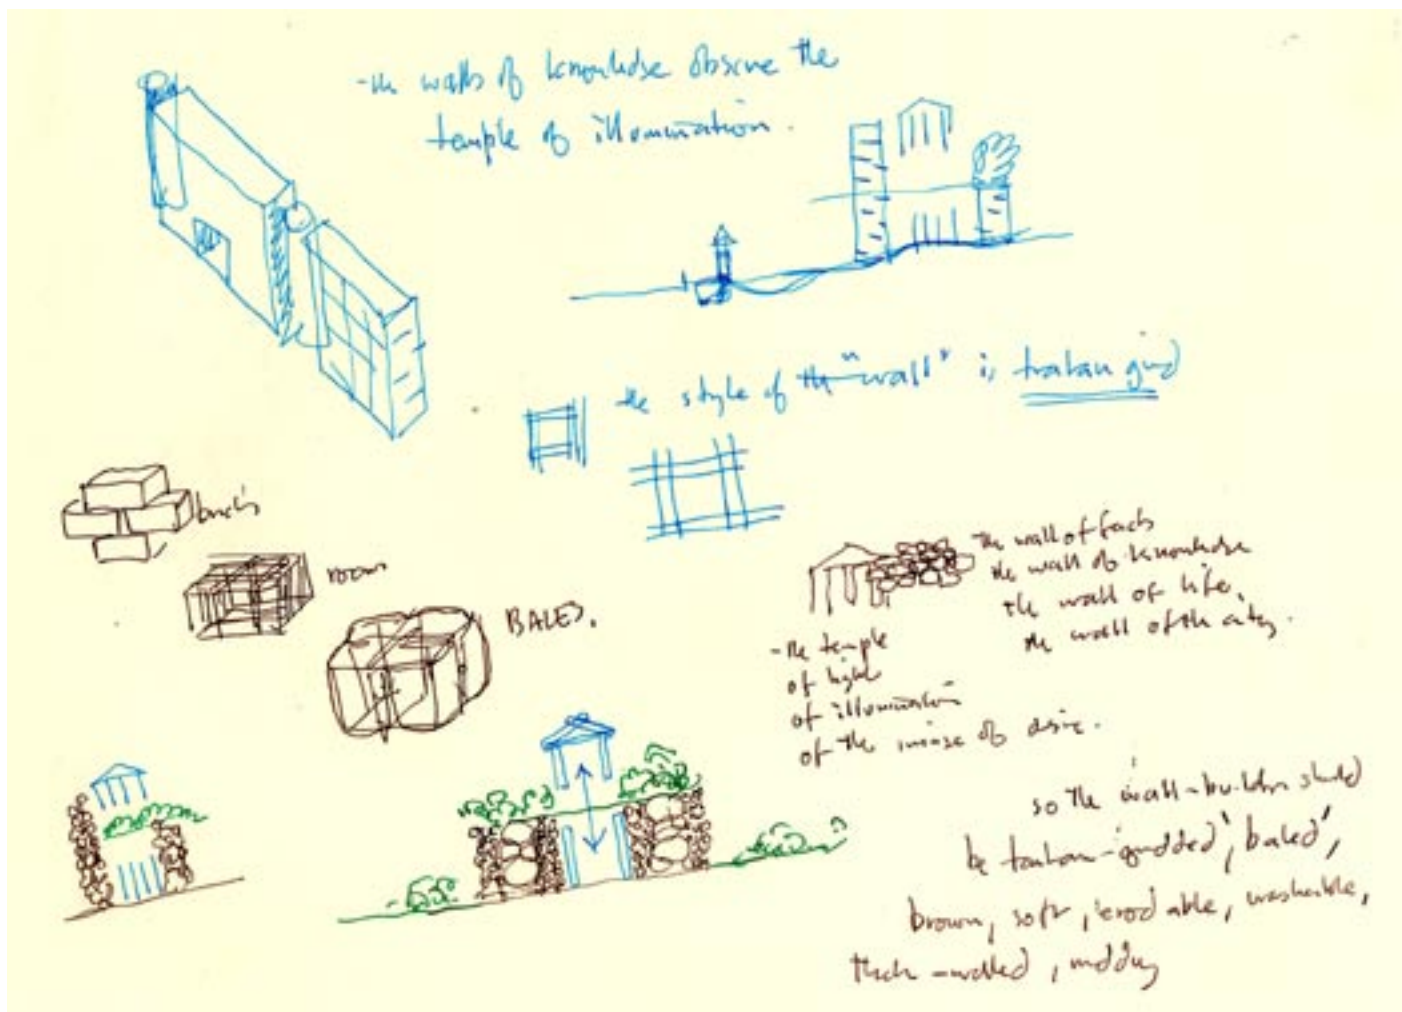 - the walls of knowledge obscure the
temple of illumination.
the style of the "wall" is tartan grid
bricks
room
BALES.
the wall of facts
the wall of knowledge
the wall of life,
the wall of the city.
- the temple
of light
of illumination
of the of desire.
so the wall-builder should
be tartan-gridded, 'baled',
brown, soft, erodable, washable,
thick-walled,